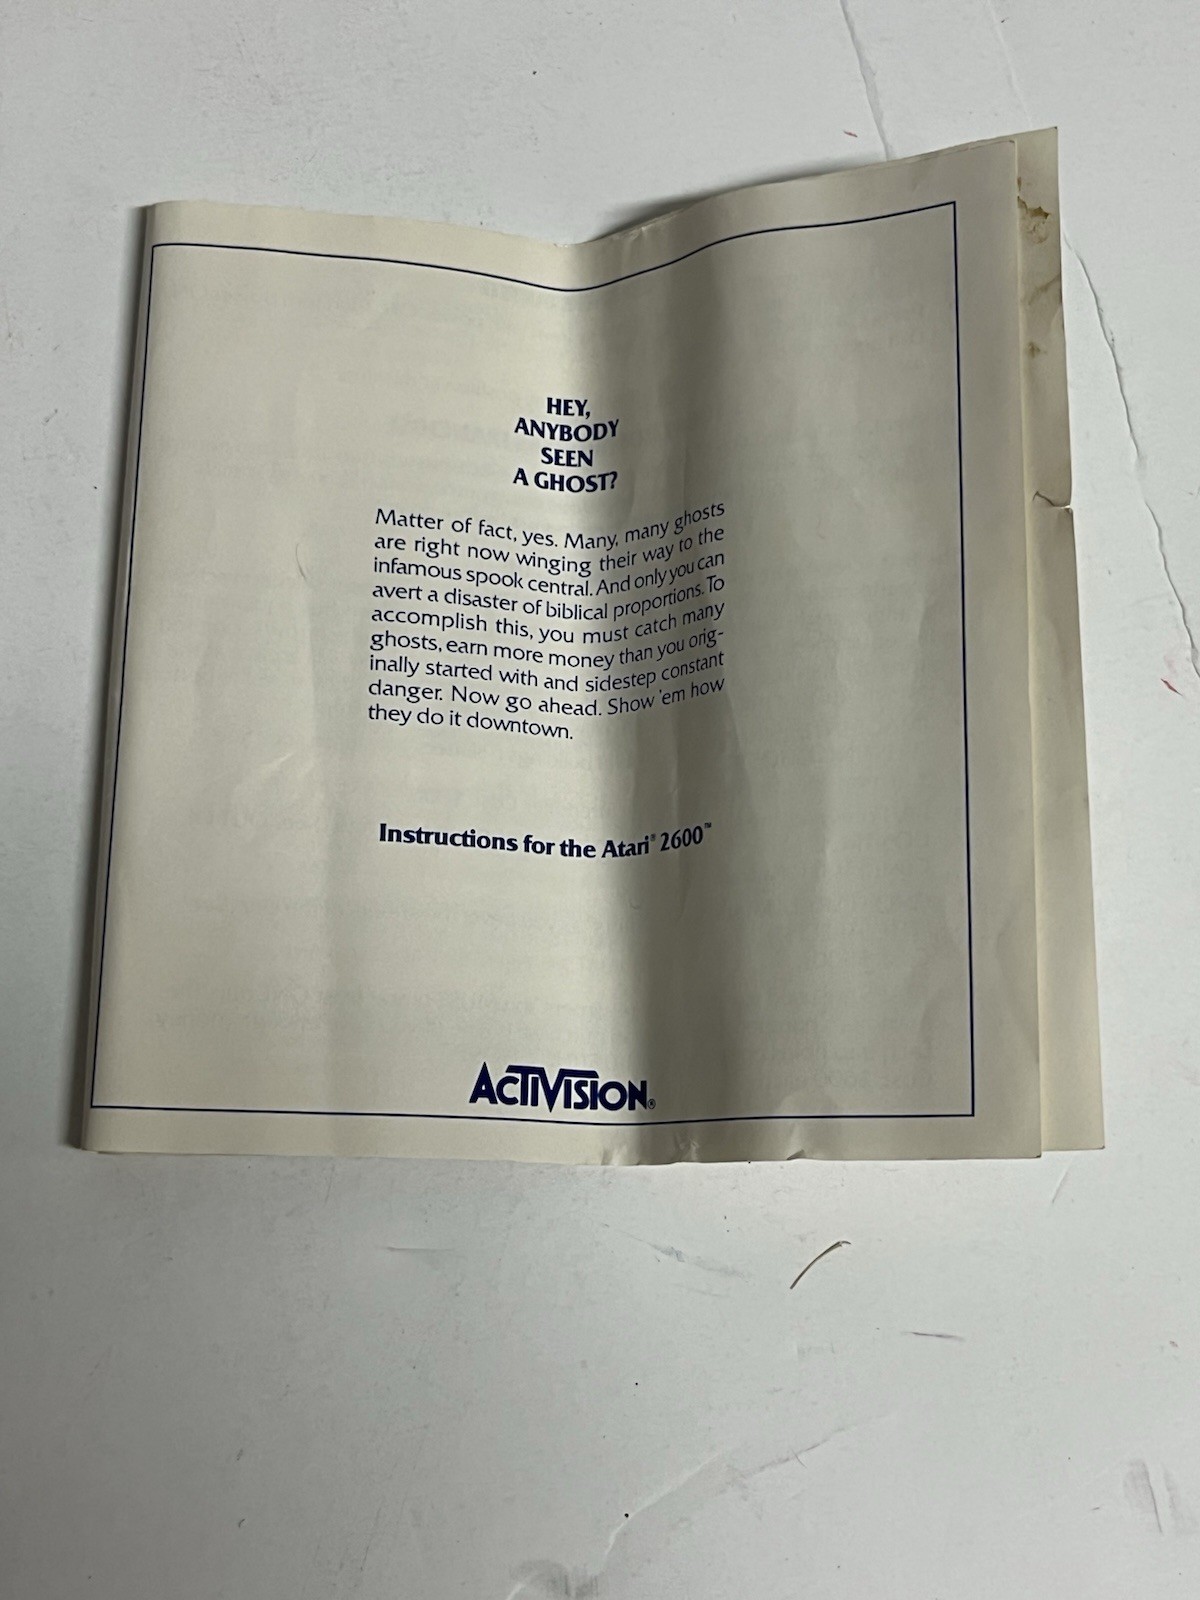 HEY,
ANYBODY
SEEN
A GHOST?
Matter of fact, yes. Many, many ghosts
are right now winging their way to the
infamous spook central. And only you can
avert a disaster of biblical proportions. To
accomplish this, you must catch many
ghosts, earn more money than you orig-
inally started with and sidestep constant
danger. Now go ahead. Show 'em how
they do it downtown.
Instructions for the Atari® 2600™
ACTIVISION®